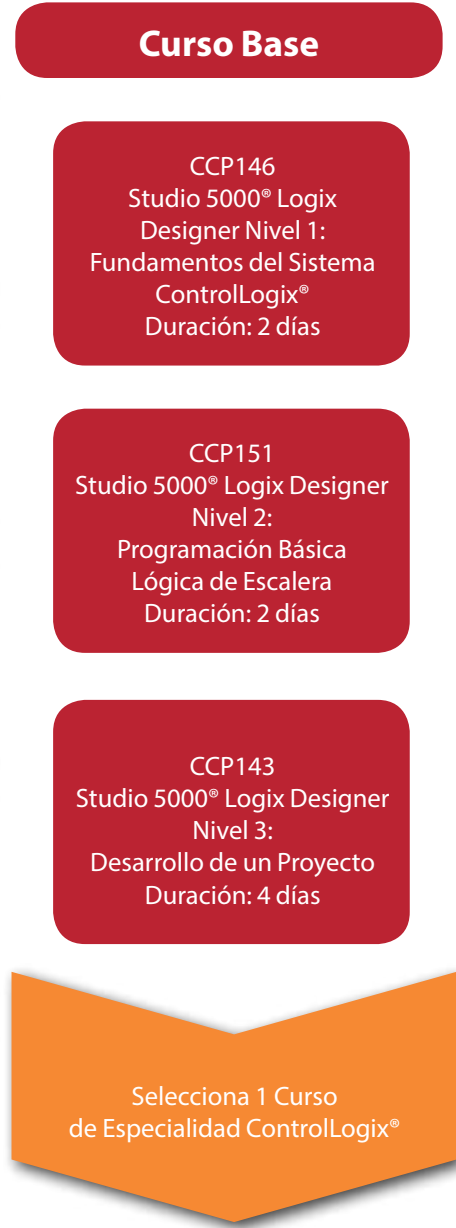 Curso Base
CCP146
Studio 5000® Logix
Designer Nivel 1:
Fundamentos del Sistema
ControlLogix®
Duración: 2 días
CCP151
Studio 5000® Logix Designer
Nivel 2:
Programación Básica
Lógica de Escalera
Duración: 2 días
CCP143
Studio 5000® Logix Designer
Nivel 3:
Desarrollo de un Proyecto
Duración: 4 días
Selecciona 1 Curso
de Especialidad ControlLogix®